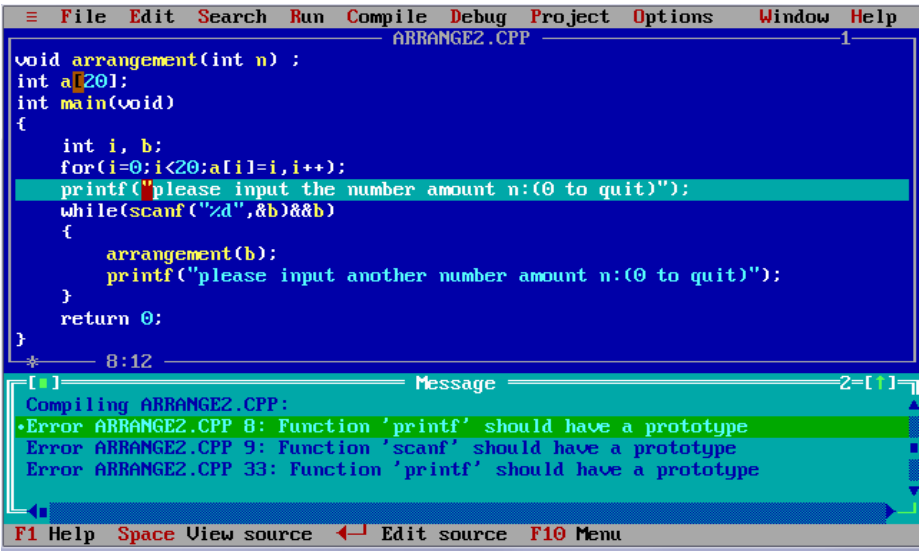 ≡ File Edit Search Run Compile Debug Project Options Window Help
ARRANGE2.CPP 1
void arrangement(int n) ;
int a[20];
int main(void)
{
    int i, b;
    for(i=0;i<20;a[i]=i,i++);
    printf("please input the number amount n:(0 to quit)");
    while(scanf("%d",&b)&&b)
    {
        arrangement(b);
        printf("please input another number amount n:(0 to quit)");
    }
    return 0;
}
* 8:12
[■] Message 2=[↑]
Compiling ARRANGE2.CPP:
•Error ARRANGE2.CPP 8: Function 'printf' should have a prototype
Error ARRANGE2.CPP 9: Function 'scanf' should have a prototype
Error ARRANGE2.CPP 33: Function 'printf' should have a prototype
F1 Help Space View source ◄┘ Edit source F10 Menu